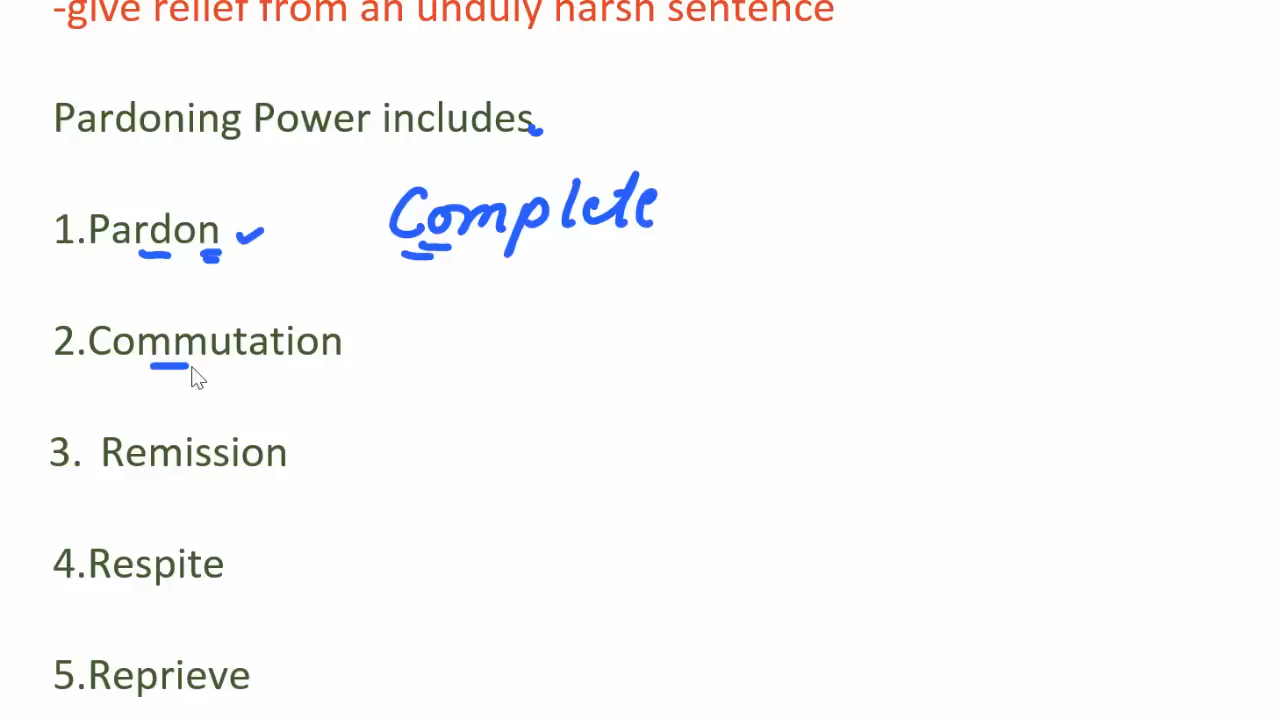 -give relief from an unduly harsh sentence
Pardoning Power includes
1.Pardon Complete
2.Commutation
3. Remission
4.Respite
5.Reprieve